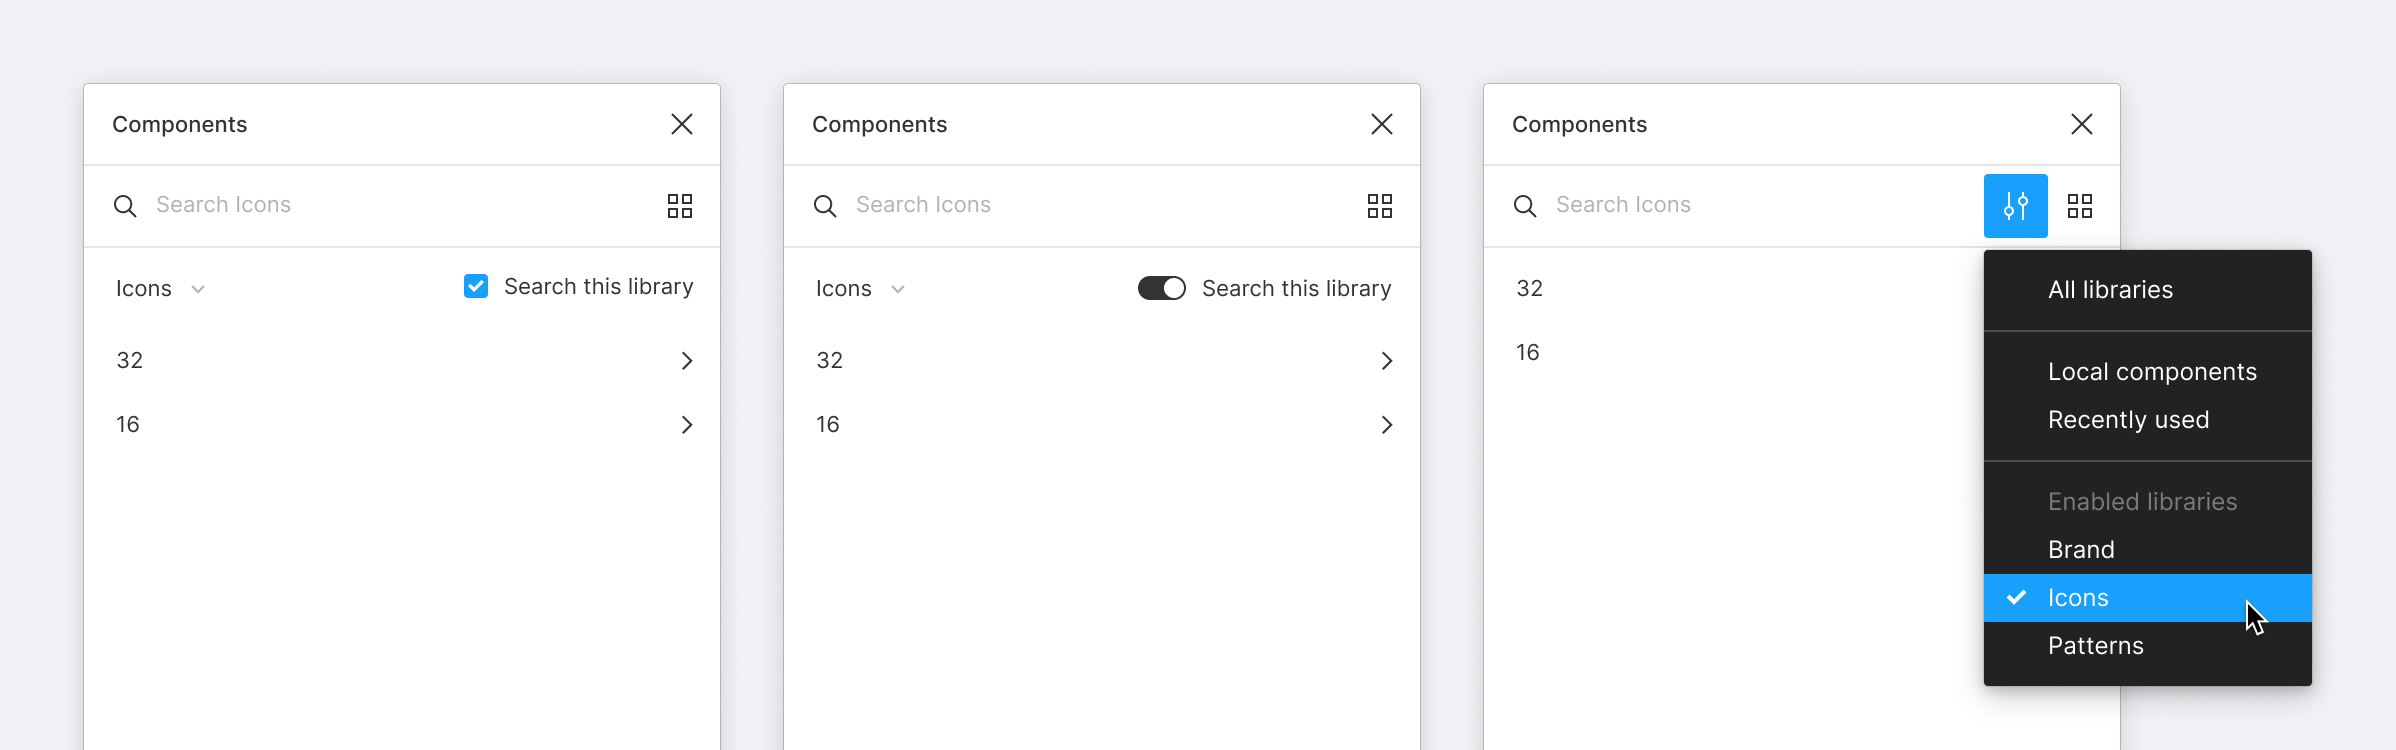 Components
Search Icons
Icons
Search this library
32
16
Components
Search Icons
Icons
Search this library
32
16
Components
Search Icons
32
16
All libraries
Local components
Recently used
Enabled libraries
Brand
Icons
Patterns